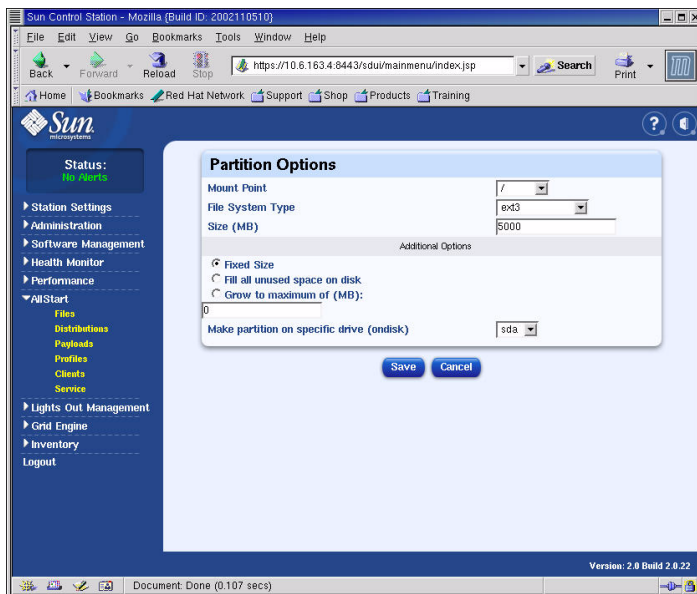 Sun Control Station - Mozilla {Build ID: 2002110510}
File Edit View Go Bookmarks Tools Window Help
Back Forward Reload Stop https://10.6.163.4:8443/sdui/mainmenu/index.jsp Search Print
Home Bookmarks Red Hat Network Support Shop Products Training
Sun
microsystems
?
Status:
No Alerts
Station Settings
Administration
Software Management
Health Monitor
Performance
AllStart
Files
Distributions
Payloads
Profiles
Clients
Service
Lights Out Management
Grid Engine
Inventory
Logout
Partition Options
Mount Point /
File System Type ext3
Size (MB) 5000
Additional Options
Fixed Size
Fill all unused space on disk
Grow to maximum of (MB):
0
Make partition on specific drive (ondisk) sda
Save Cancel
Version: 2.0 Build 2.0.22
Document: Done (0.107 secs)